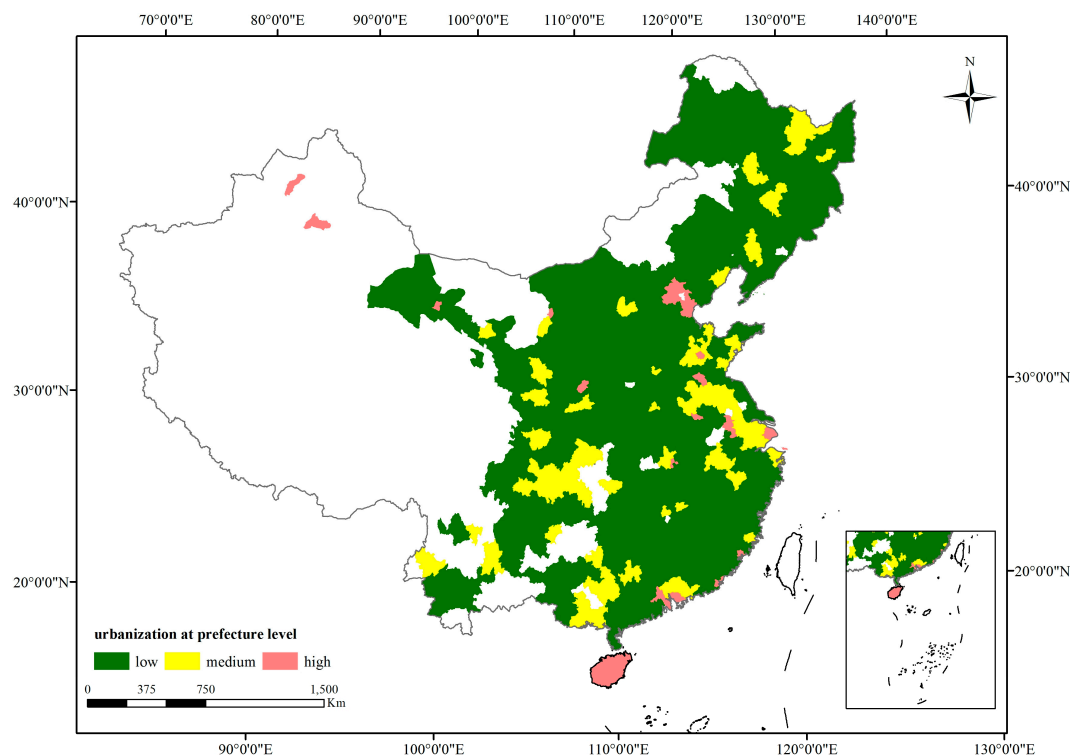 70°0'0"E 80°0'0"E 90°0'0"E 100°0'0"E 110°0'0"E 120°0'0"E 130°0'0"E 140°0'0"E
N
40°0'0"N 40°0'0"N
30°0'0"N 30°0'0"N
20°0'0"N 20°0'0"N
urbanization at prefecture level
low medium high
0 375 750 1,500
Km
90°0'0"E 100°0'0"E 110°0'0"E 120°0'0"E 130°0'0"E